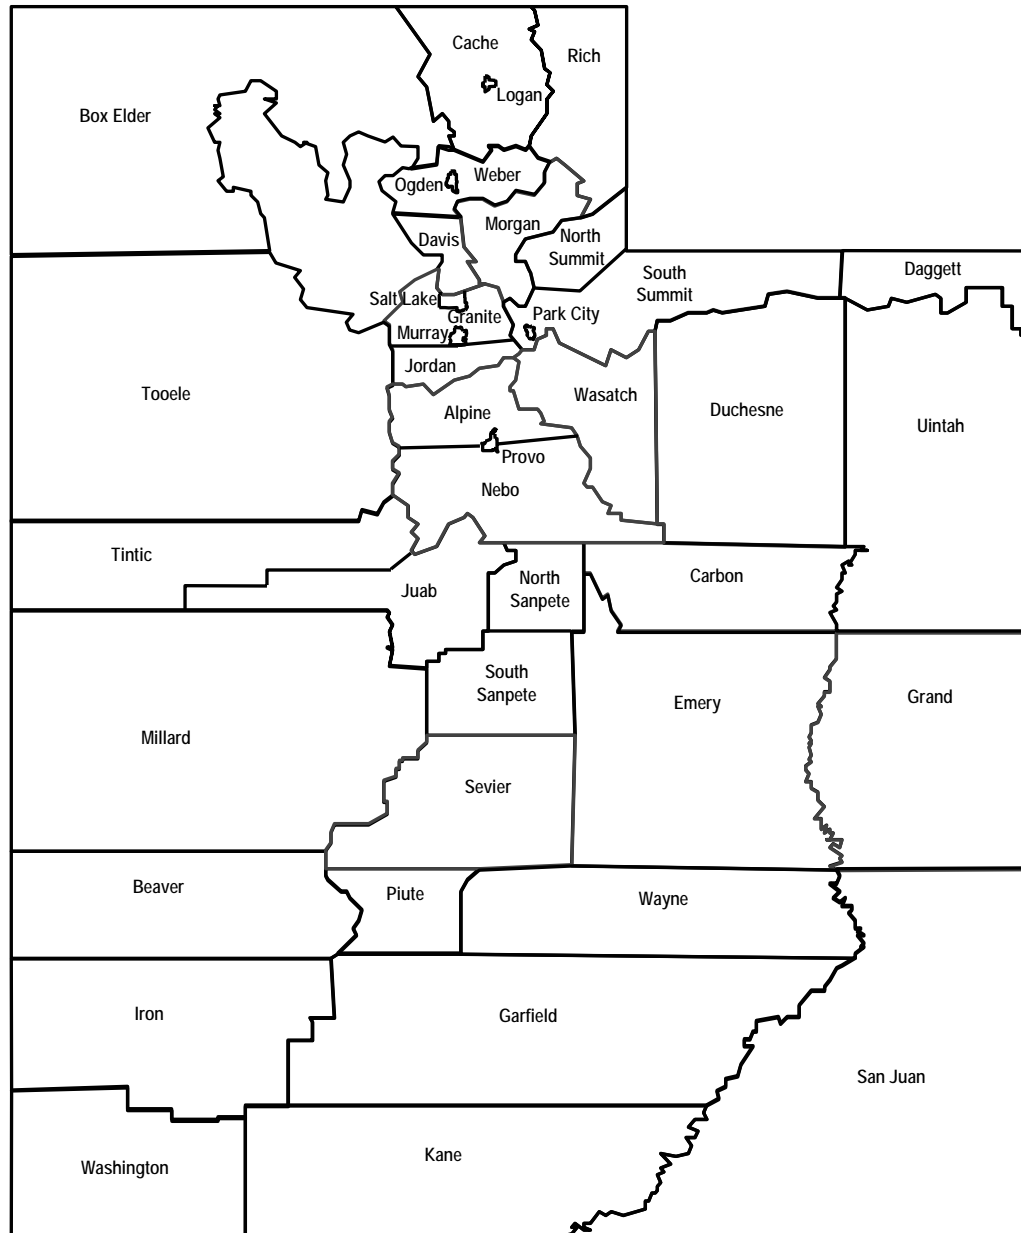 Cache
Rich
Logan
Box Elder
Ogden
Weber
Morgan
Davis
North
Summit
South
Summit
Daggett
Salt Lake
Granite
Park City
Murray
Jordan
Tooele
Wasatch
Duchesne
Alpine
Uintah
Provo
Nebo
Tintic
Juab
North
Sanpete
Carbon
South
Sanpete
Emery
Grand
Millard
Sevier
Beaver
Piute
Wayne
Iron
Garfield
San Juan
Washington
Kane